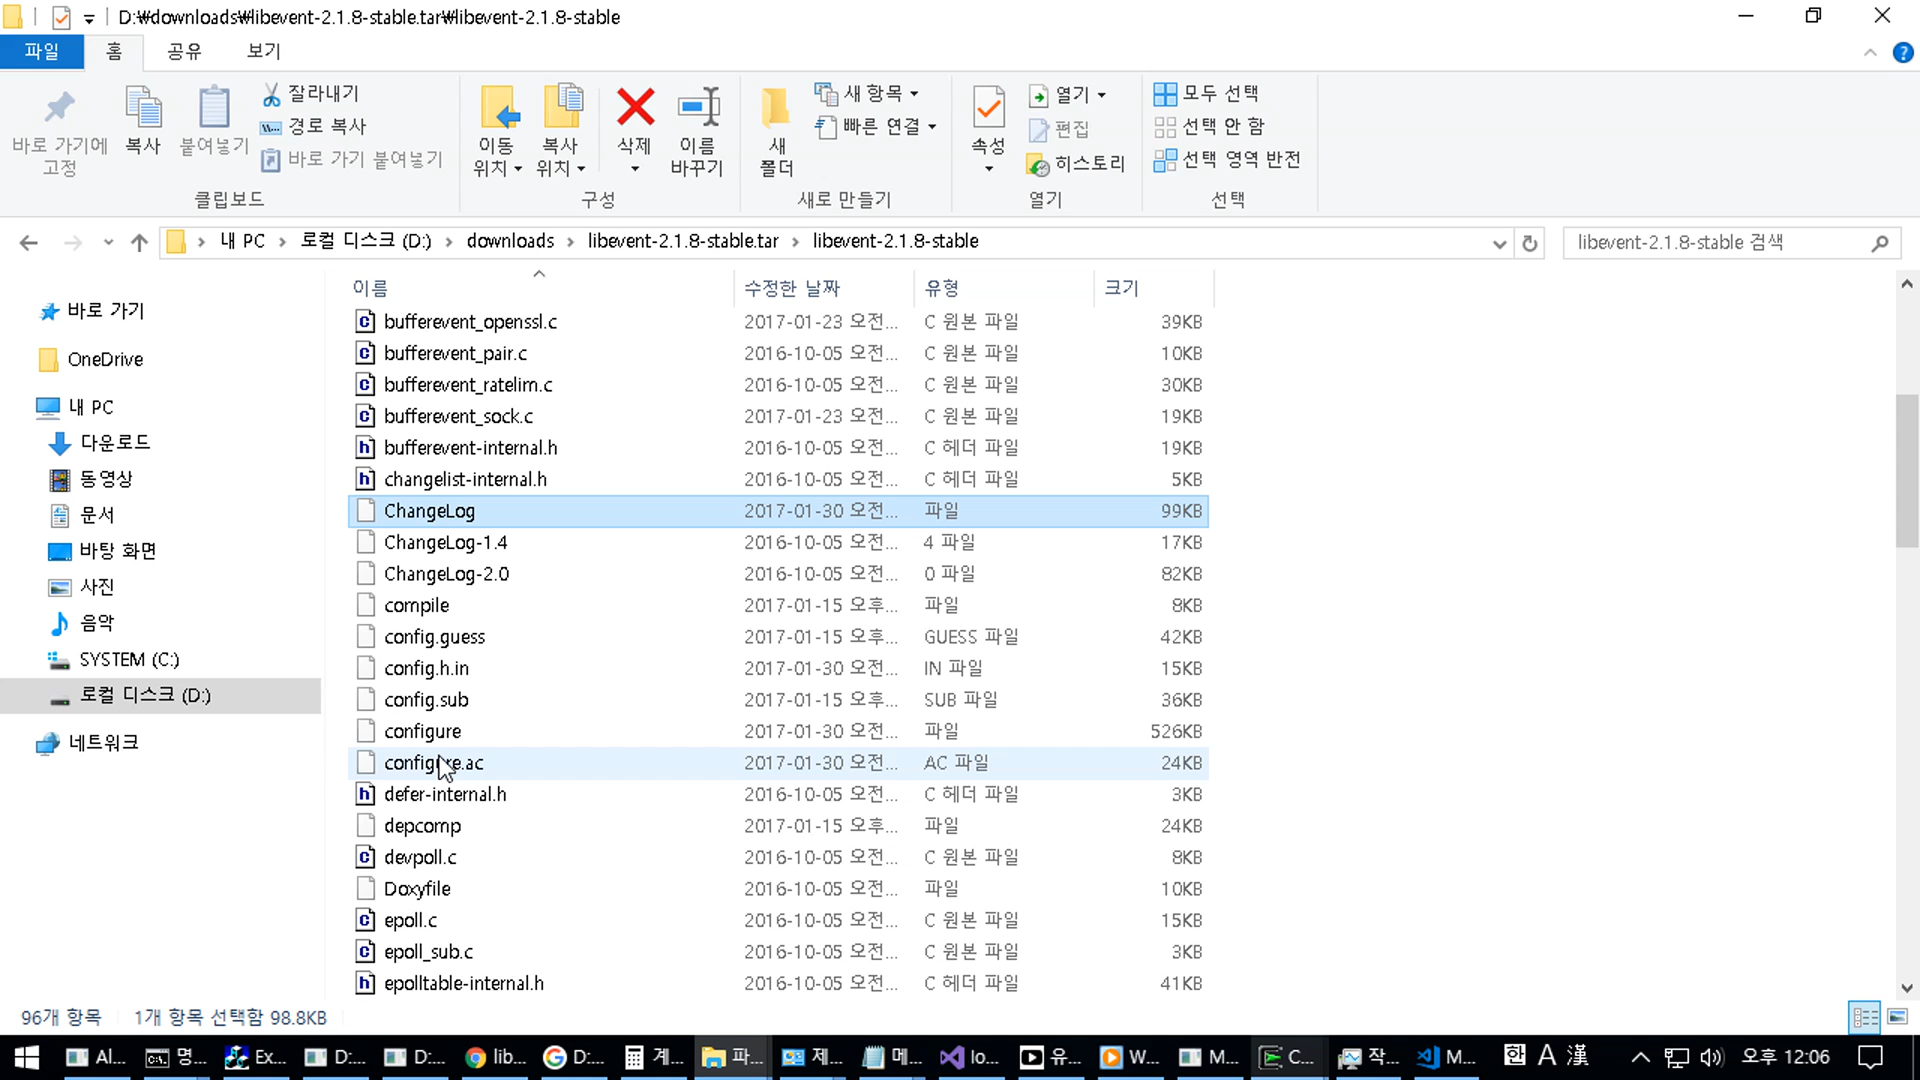 D:₩downloads₩libevent-2.1.8-stable.tar₩libevent-2.1.8-stable
파일 홈 공유 보기
바로 가기에 고정
복사
붙여넣기
잘라내기
경로 복사
바로 가기 붙여넣기
클립보드
이동 위치
복사 위치
삭제
이름 바꾸기
구성
새 폴더
새 항목
빠른 연결
새로 만들기
속성
열기
편집
히스토리
열기
모두 선택
선택 안 함
선택 영역 반전
선택
내 PC 로컬 디스크 (D:) downloads libevent-2.1.8-stable.tar libevent-2.1.8-stable
libevent-2.1.8-stable 검색
바로 가기
OneDrive
내 PC
다운로드
동영상
문서
바탕 화면
사진
음악
SYSTEM (C:)
로컬 디스크 (D:)
네트워크
이름 수정한 날짜 유형 크기
bufferevent_openssl.c 2017-01-23 오전... C 원본 파일 39KB
bufferevent_pair.c 2016-10-05 오전... C 원본 파일 10KB
bufferevent_ratelim.c 2016-10-05 오전... C 원본 파일 30KB
bufferevent_sock.c 2017-01-23 오전... C 원본 파일 19KB
bufferevent-internal.h 2016-10-05 오전... C 헤더 파일 19KB
changelist-internal.h 2016-10-05 오전... C 헤더 파일 5KB
ChangeLog 2017-01-30 오전... 파일 99KB
ChangeLog-1.4 2016-10-05 오전... 4 파일 17KB
ChangeLog-2.0 2016-10-05 오전... 0 파일 82KB
compile 2017-01-15 오후... 파일 8KB
config.guess 2017-01-15 오후... GUESS 파일 42KB
config.h.in 2017-01-30 오전... IN 파일 15KB
config.sub 2017-01-15 오후... SUB 파일 36KB
configure 2017-01-30 오전... 파일 526KB
configure.ac 2017-01-30 오전... AC 파일 24KB
defer-internal.h 2016-10-05 오전... C 헤더 파일 3KB
depcomp 2017-01-15 오후... 파일 24KB
devpoll.c 2016-10-05 오전... C 원본 파일 8KB
Doxyfile 2016-10-05 오전... 파일 10KB
epoll.c 2016-10-05 오전... C 원본 파일 15KB
epoll_sub.c 2016-10-05 오전... C 원본 파일 3KB
epolltable-internal.h 2016-10-05 오전... C 헤더 파일 41KB
96개 항목 1개 항목 선택함 98.8KB
Al... 명... Ex... D:... D:... lib... D:... 계... 파... 제... 메... lo... 유... W... M... C... 작... M... 한 A 漢 오후 12:06